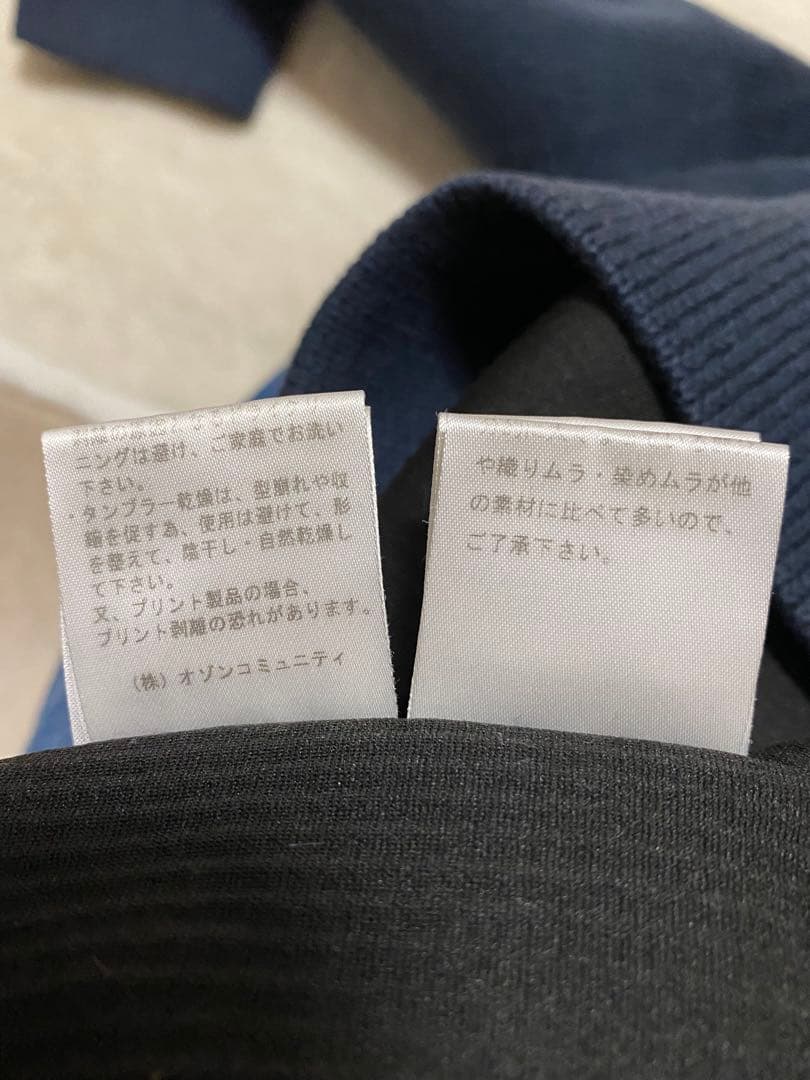 ニングは避け、ご家庭でお洗い
下さい。
・タンブラー乾燥は、型崩れや収
縮を促す為、使用は避けて、形
を整えて、陰干し・自然乾燥し
て下さい。
又、プリント製品の場合、
プリント剥離の恐れがあります。
(株) オゾンコミュニティ
や織りムラ・染めムラが他
の素材に比べて多いので、
ご了承下さい。